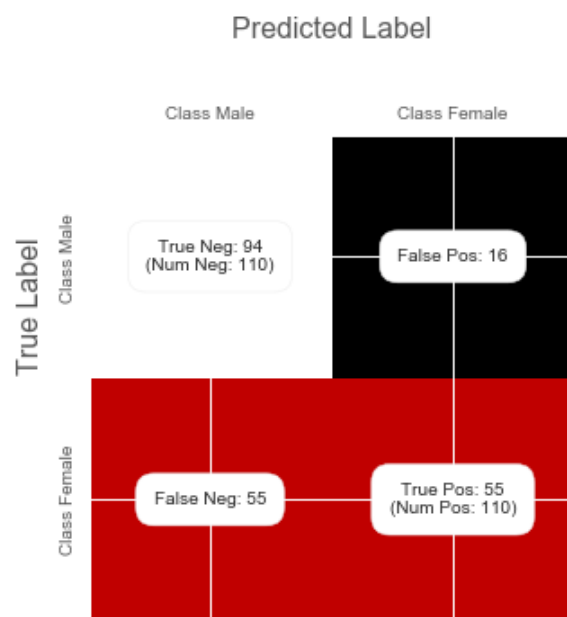 Predicted Label
Class Male
Class Female
True Label
Class Male
True Neg: 94
(Num Neg: 110)
False Pos: 16
Class Female
False Neg: 55
True Pos: 55
(Num Pos: 110)